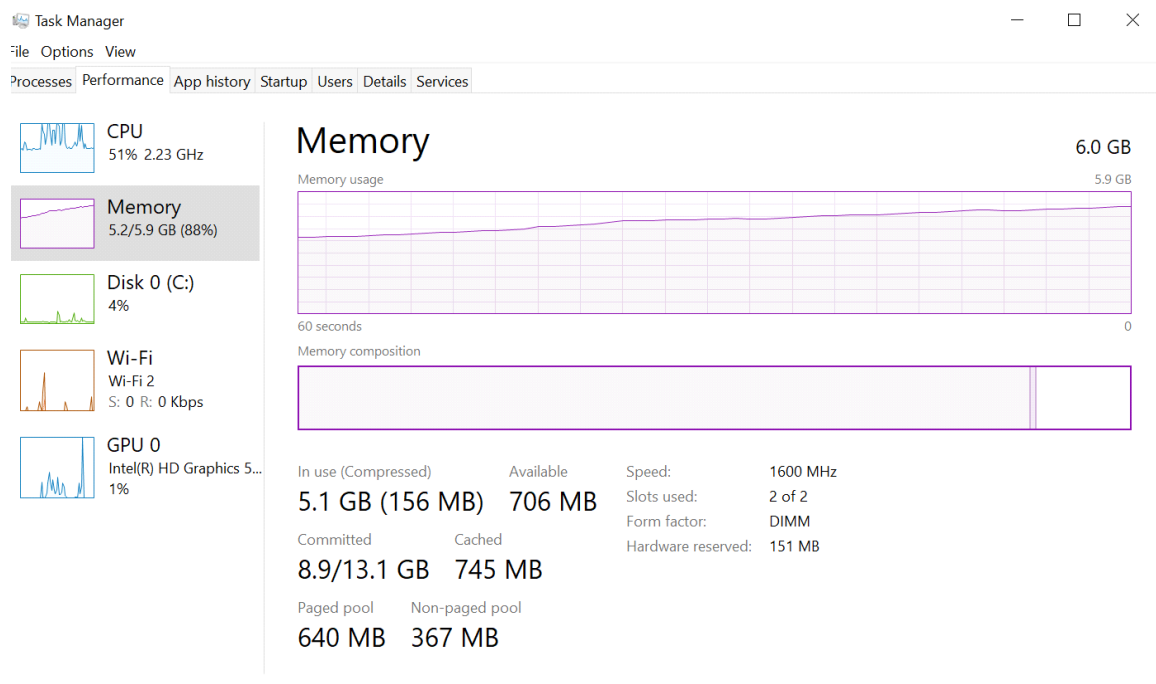 Task Manager
File Options View
Processes Performance App history Startup Users Details Services
CPU
51% 2.23 GHz
Memory
5.2/5.9 GB (88%)
Disk 0 (C:)
4%
Wi-Fi
Wi-Fi 2
S: 0 R: 0 Kbps
GPU 0
Intel(R) HD Graphics 5...
1%
Memory 6.0 GB
Memory usage 5.9 GB
60 seconds 0
Memory composition
In use (Compressed) Available
5.1 GB (156 MB) 706 MB
Committed Cached
8.9/13.1 GB 745 MB
Paged pool Non-paged pool
640 MB 367 MB
Speed: 1600 MHz
Slots used: 2 of 2
Form factor: DIMM
Hardware reserved: 151 MB